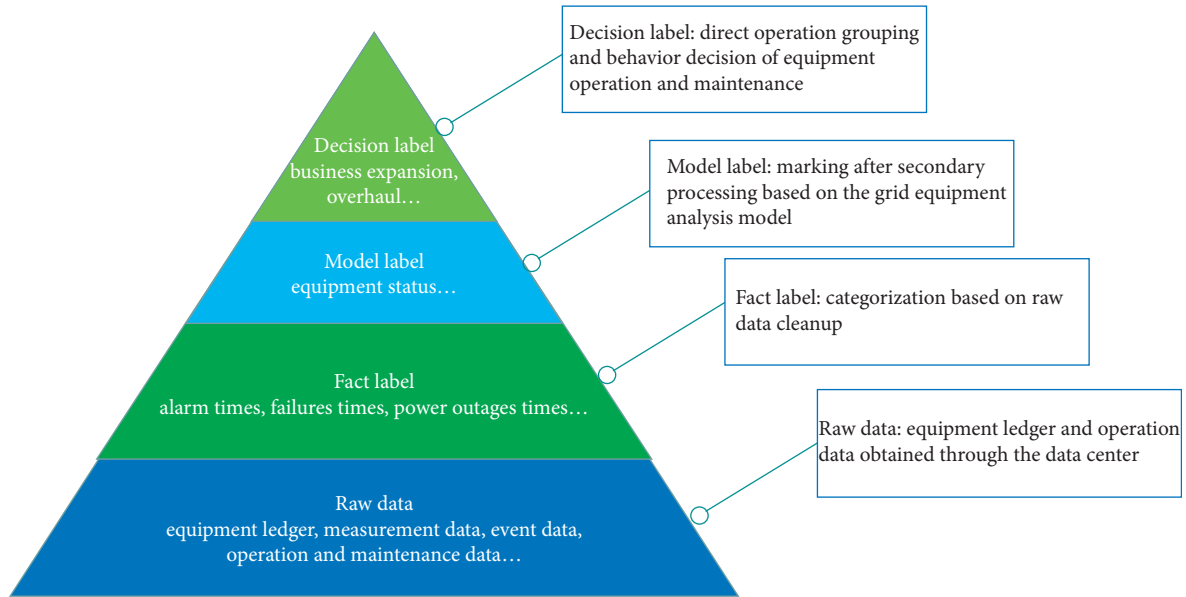 Decision label: direct operation grouping
and behavior decision of equipment
operation and maintenance
Decision label
business expansion,
overhaul…
Model label: marking after secondary
processing based on the grid equipment
analysis model
Model label
equipment status…
Fact label: categorization based on raw
data cleanup
Fact label
alarm times, failures times, power outages times…
Raw data: equipment ledger and operation
data obtained through the data center
Raw data
equipment ledger, measurement data, event data,
operation and maintenance data…